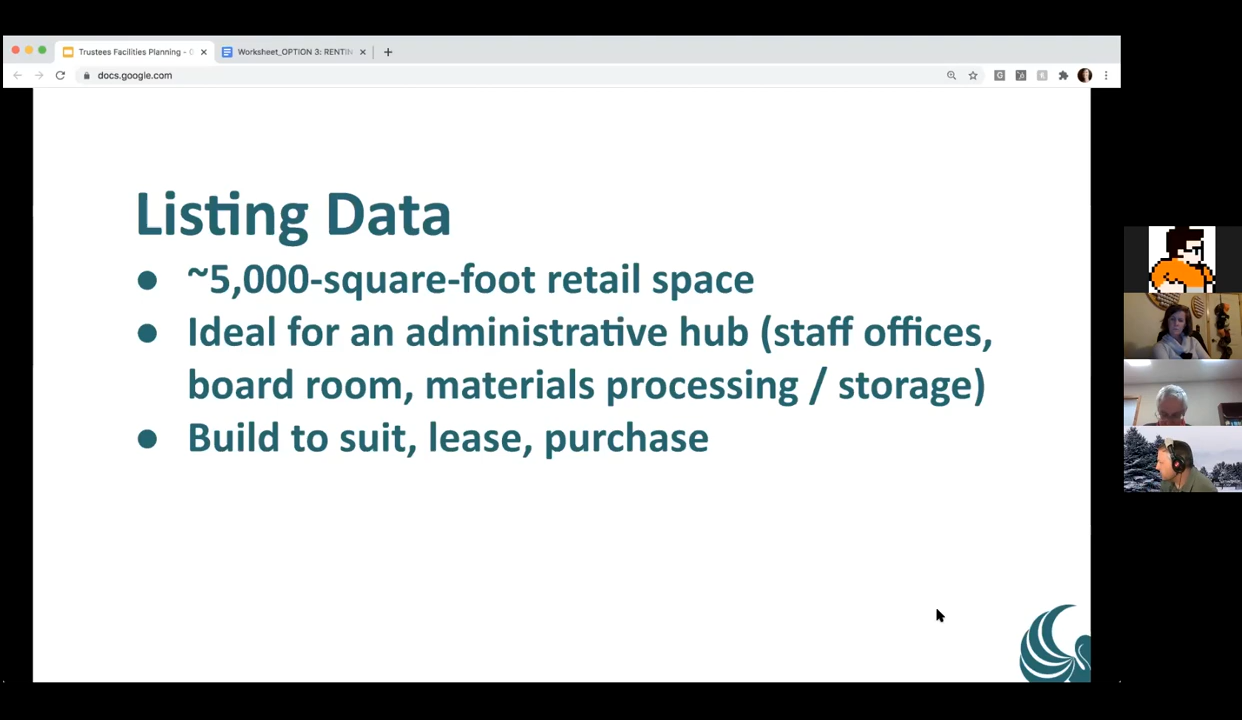 Trustees Facilities Planning - 0
Worksheet_OPTION 3: RENTIN
docs.google.com
Listing Data
● ~5,000-square-foot retail space
● Ideal for an administrative hub (staff offices,
board room, materials processing / storage)
● Build to suit, lease, purchase